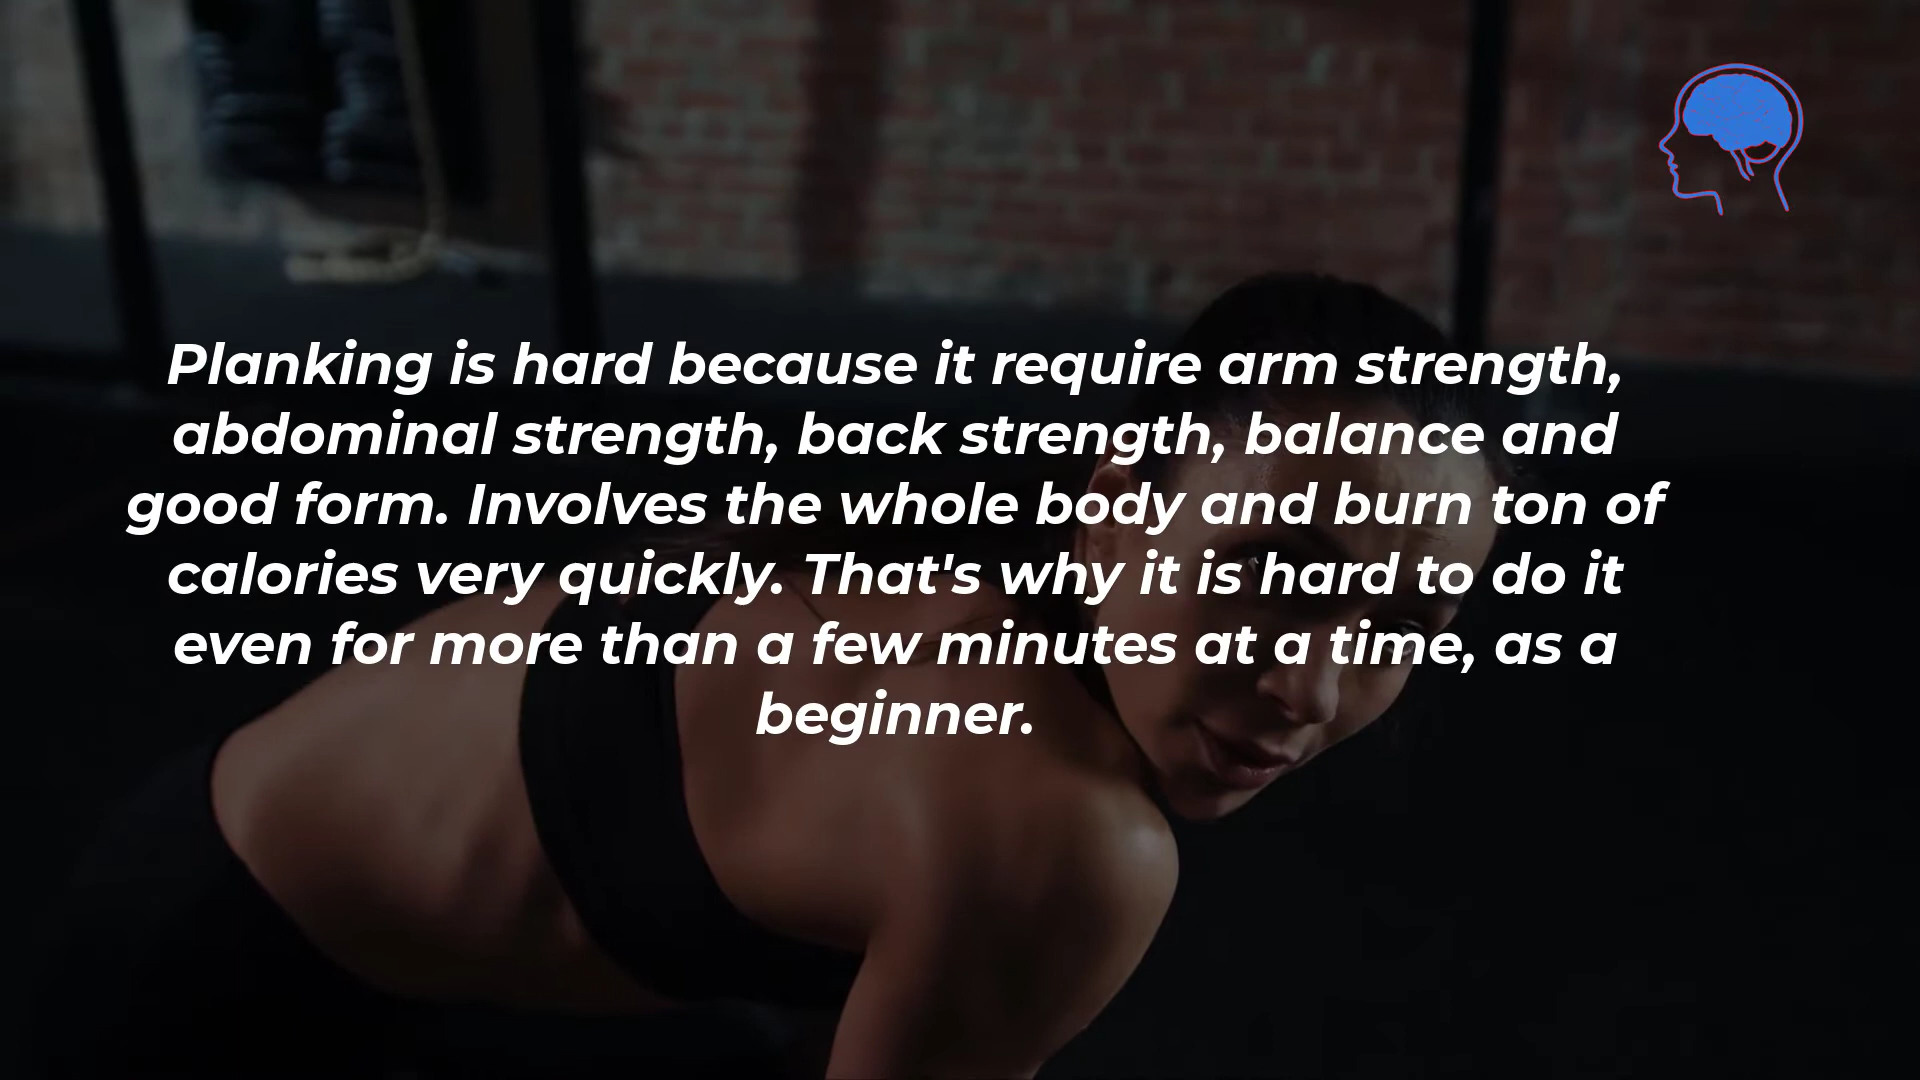 Planking is hard because it require arm strength,
abdominal strength, back strength, balance and
good form. Involves the whole body and burn ton of
calories very quickly. That's why it is hard to do it
even for more than a few minutes at a time, as a
beginner.